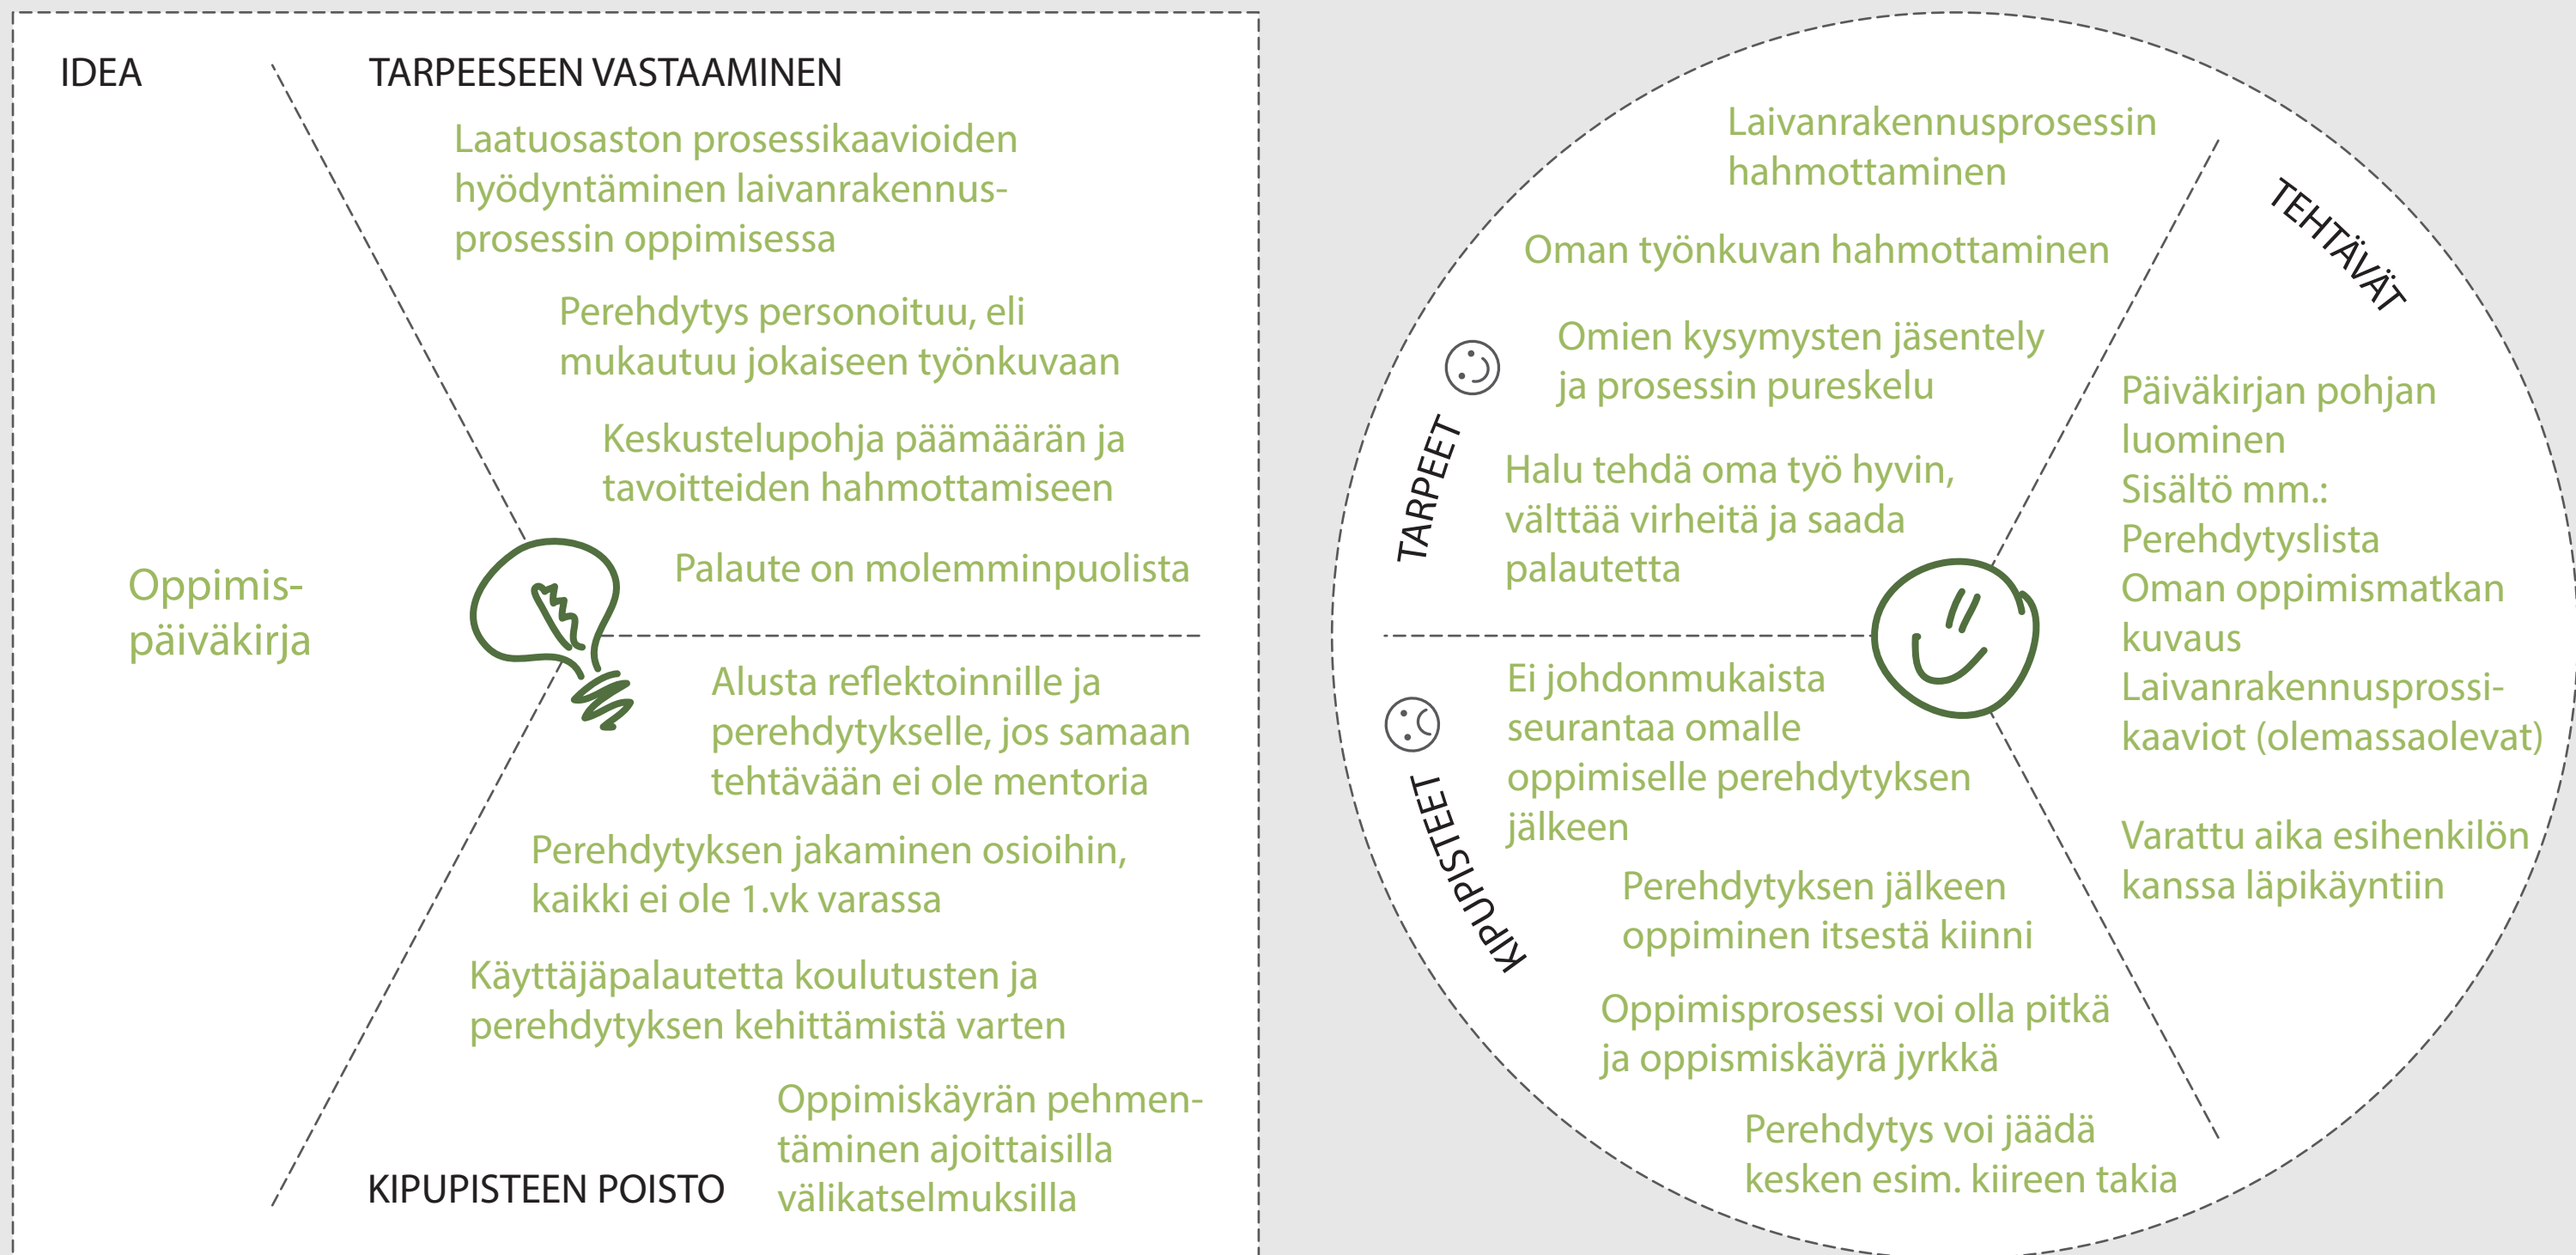 IDEA
TARPEESEEN VASTAAMINEN
Laatuosaston prosessikaavioiden
hyödyntäminen laivanrakennus-
prosessin oppimisessa
Perehdytys personoituu, eli
mukautuu jokaiseen työnkuvaan
Keskustelupohja päämäärän ja
tavoitteiden hahmottamiseen
Palaute on molemminpuolista
Oppimis-
päiväkirja
Alusta reflektoinnille ja
perehdytykselle, jos samaan
tehtävään ei ole mentoria
Perehdytyksen jakaminen osioihin,
kaikki ei ole 1.vk varassa
Käyttäjäpalautetta koulutusten ja
perehdytyksen kehittämistä varten
Oppimiskäyrän pehmen-
täminen ajoittaisilla
välikatselmuksilla
KIPUPISTEEN POISTO
TARPEET
Laivanrakennusprosessin
hahmottaminen
Oman työnkuvan hahmottaminen
Omien kysymysten jäsentely
ja prosessin pureskelu
Halu tehdä oma työ hyvin,
välttää virheitä ja saada
palautetta
KIPUPISTEET
Ei johdonmukaista
seurantaa omalle
oppimiselle perehdytyksen
jälkeen
Perehdytyksen jälkeen
oppiminen itsestä kiinni
Oppimisprosessi voi olla pitkä
ja oppismiskäyrä jyrkkä
Perehdytys voi jäädä
kesken esim. kiireen takia
TEHTÄVÄT
Päiväkirjan pohjan
luominen
Sisältö mm.:
Perehdytyslista
Oman oppimismatkan
kuvaus
Laivanrakennusprossi-
kaaviot (olemassaolevat)
Varattu aika esihenkilön
kanssa läpikäyntiin